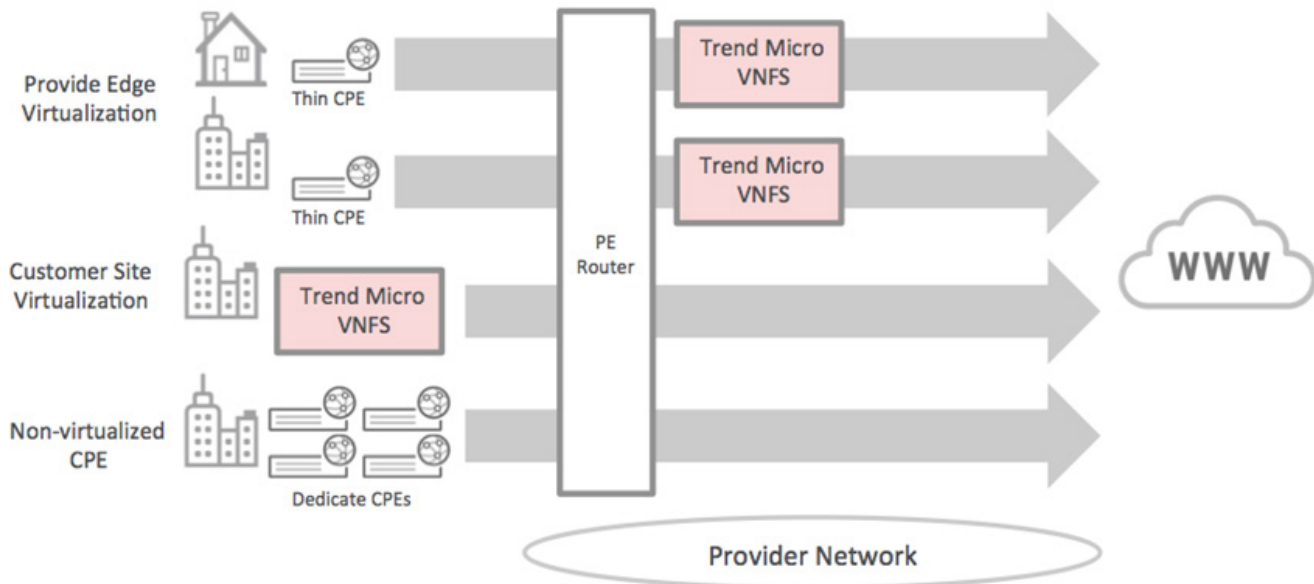 Provide Edge
Virtualization
Thin CPE
Trend Micro
VNFS
Thin CPE
Trend Micro
VNFS
PE
Router
Customer Site
Virtualization
Trend Micro
VNFS
WWW
Non-virtualized
CPE
Dedicate CPEs
Provider Network